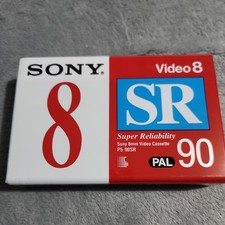 SONY
Video 8
8
SR
Super Reliability
Sony 8mm Video Cassette
P5-90SR
PAL 90